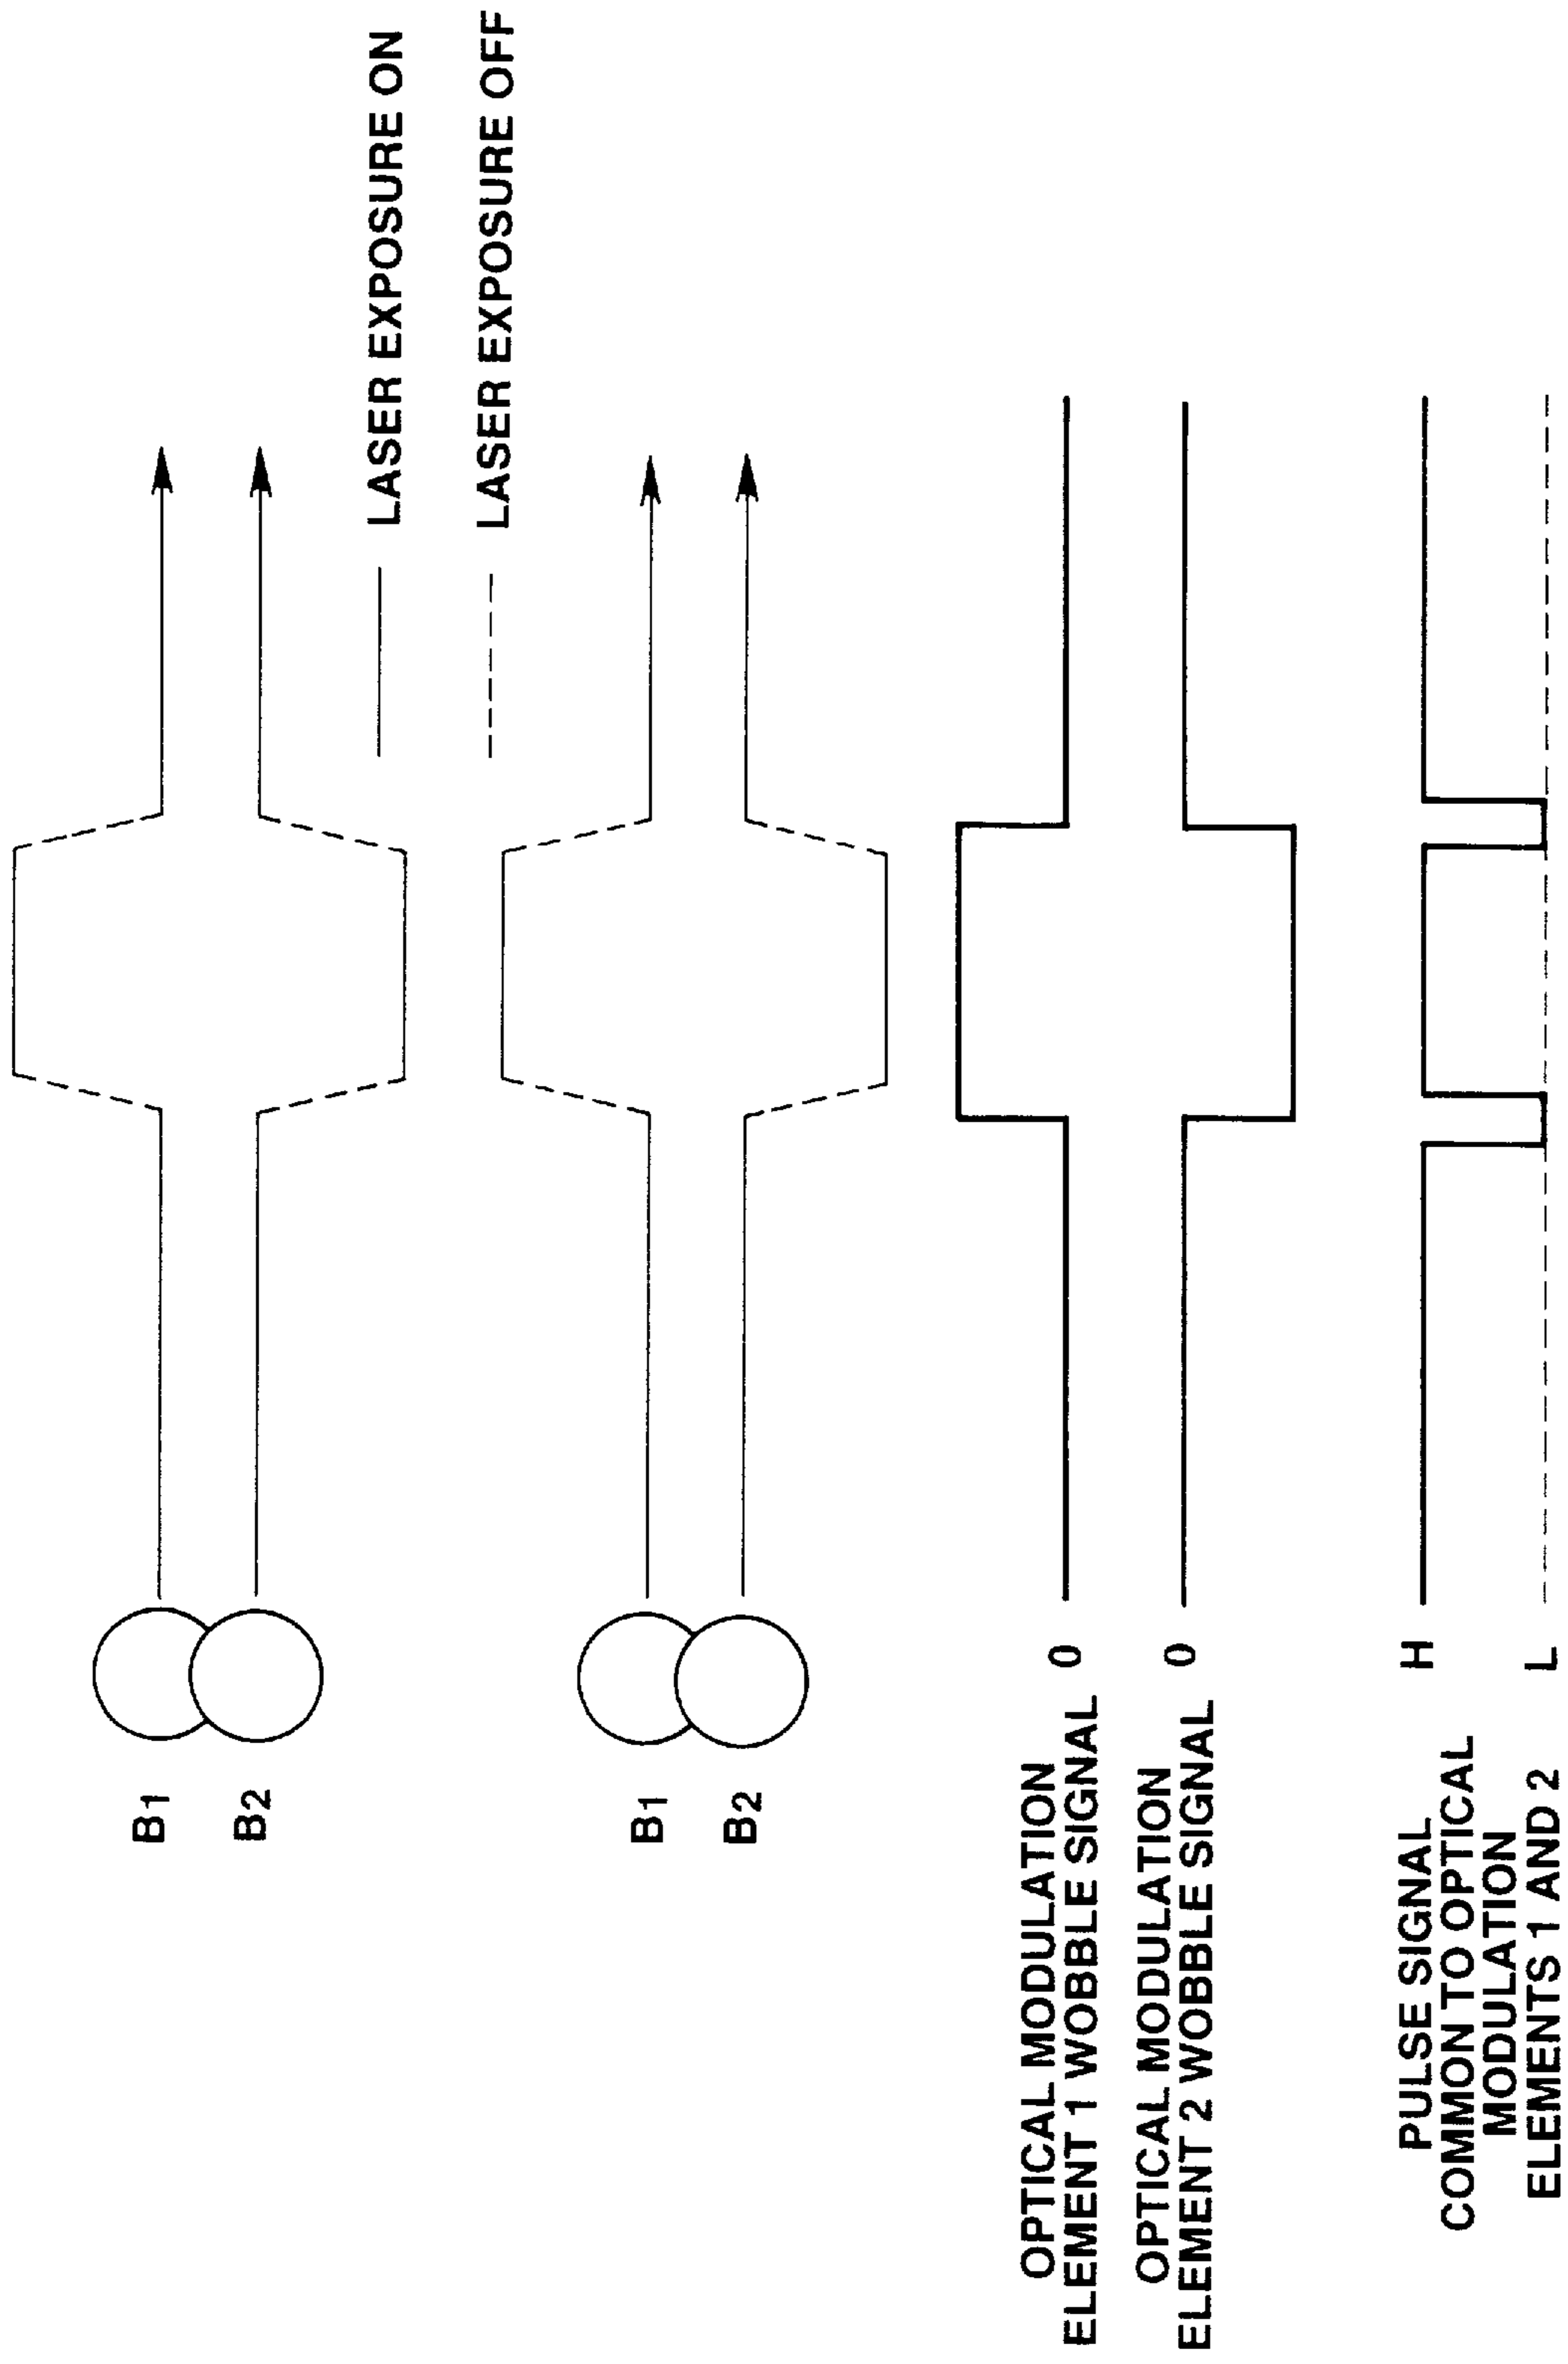 B1
B2
LASER EXPOSURE ON
LASER EXPOSURE OFF
B1
B2
OPTICAL MODULATION
ELEMENT 1 WOBBLE SIGNAL 0
OPTICAL MODULATION
ELEMENT 2 WOBBLE SIGNAL 0
PULSE SIGNAL H
COMMON TO OPTICAL
MODULATION
ELEMENTS 1 AND 2 L